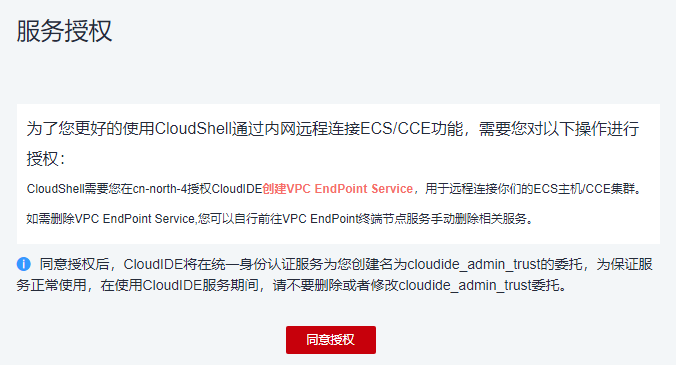 服务授权
为了您更好的使用CloudShell通过内网远程连接ECS/CCE功能，需要您对以下操作进行
授权：
CloudShell需要您在cn-north-4授权CloudIDE创建VPC EndPoint Service，用于远程连接你们的ECS主机/CCE集群。
如需删除VPC EndPoint Service,您可以自行前往VPC EndPoint终端节点服务手动删除相关服务。
同意授权后，CloudIDE将在统一身份认证服务为您创建名为cloudide_admin_trust的委托，为保证服
务正常使用，在使用CloudIDE服务期间，请不要删除或者修改cloudide_admin_trust委托。
同意授权